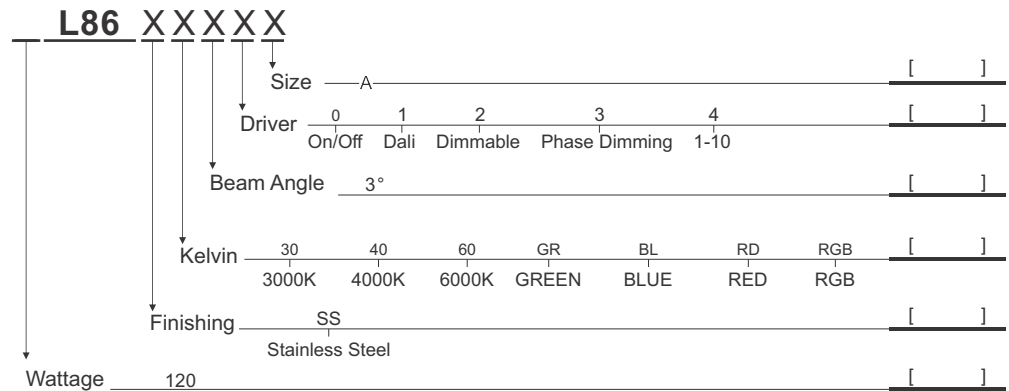 L86 X X X X X
Size A [ ]
0 1 2 3 4
Driver [ ]
On/Off Dali Dimmable Phase Dimming 1-10
Beam Angle 3° [ ]
30 40 60 GR BL RD RGB
Kelvin [ ]
3000K 4000K 6000K GREEN BLUE RED RGB
SS
Finishing [ ]
Stainless Steel
Wattage 120 [ ]